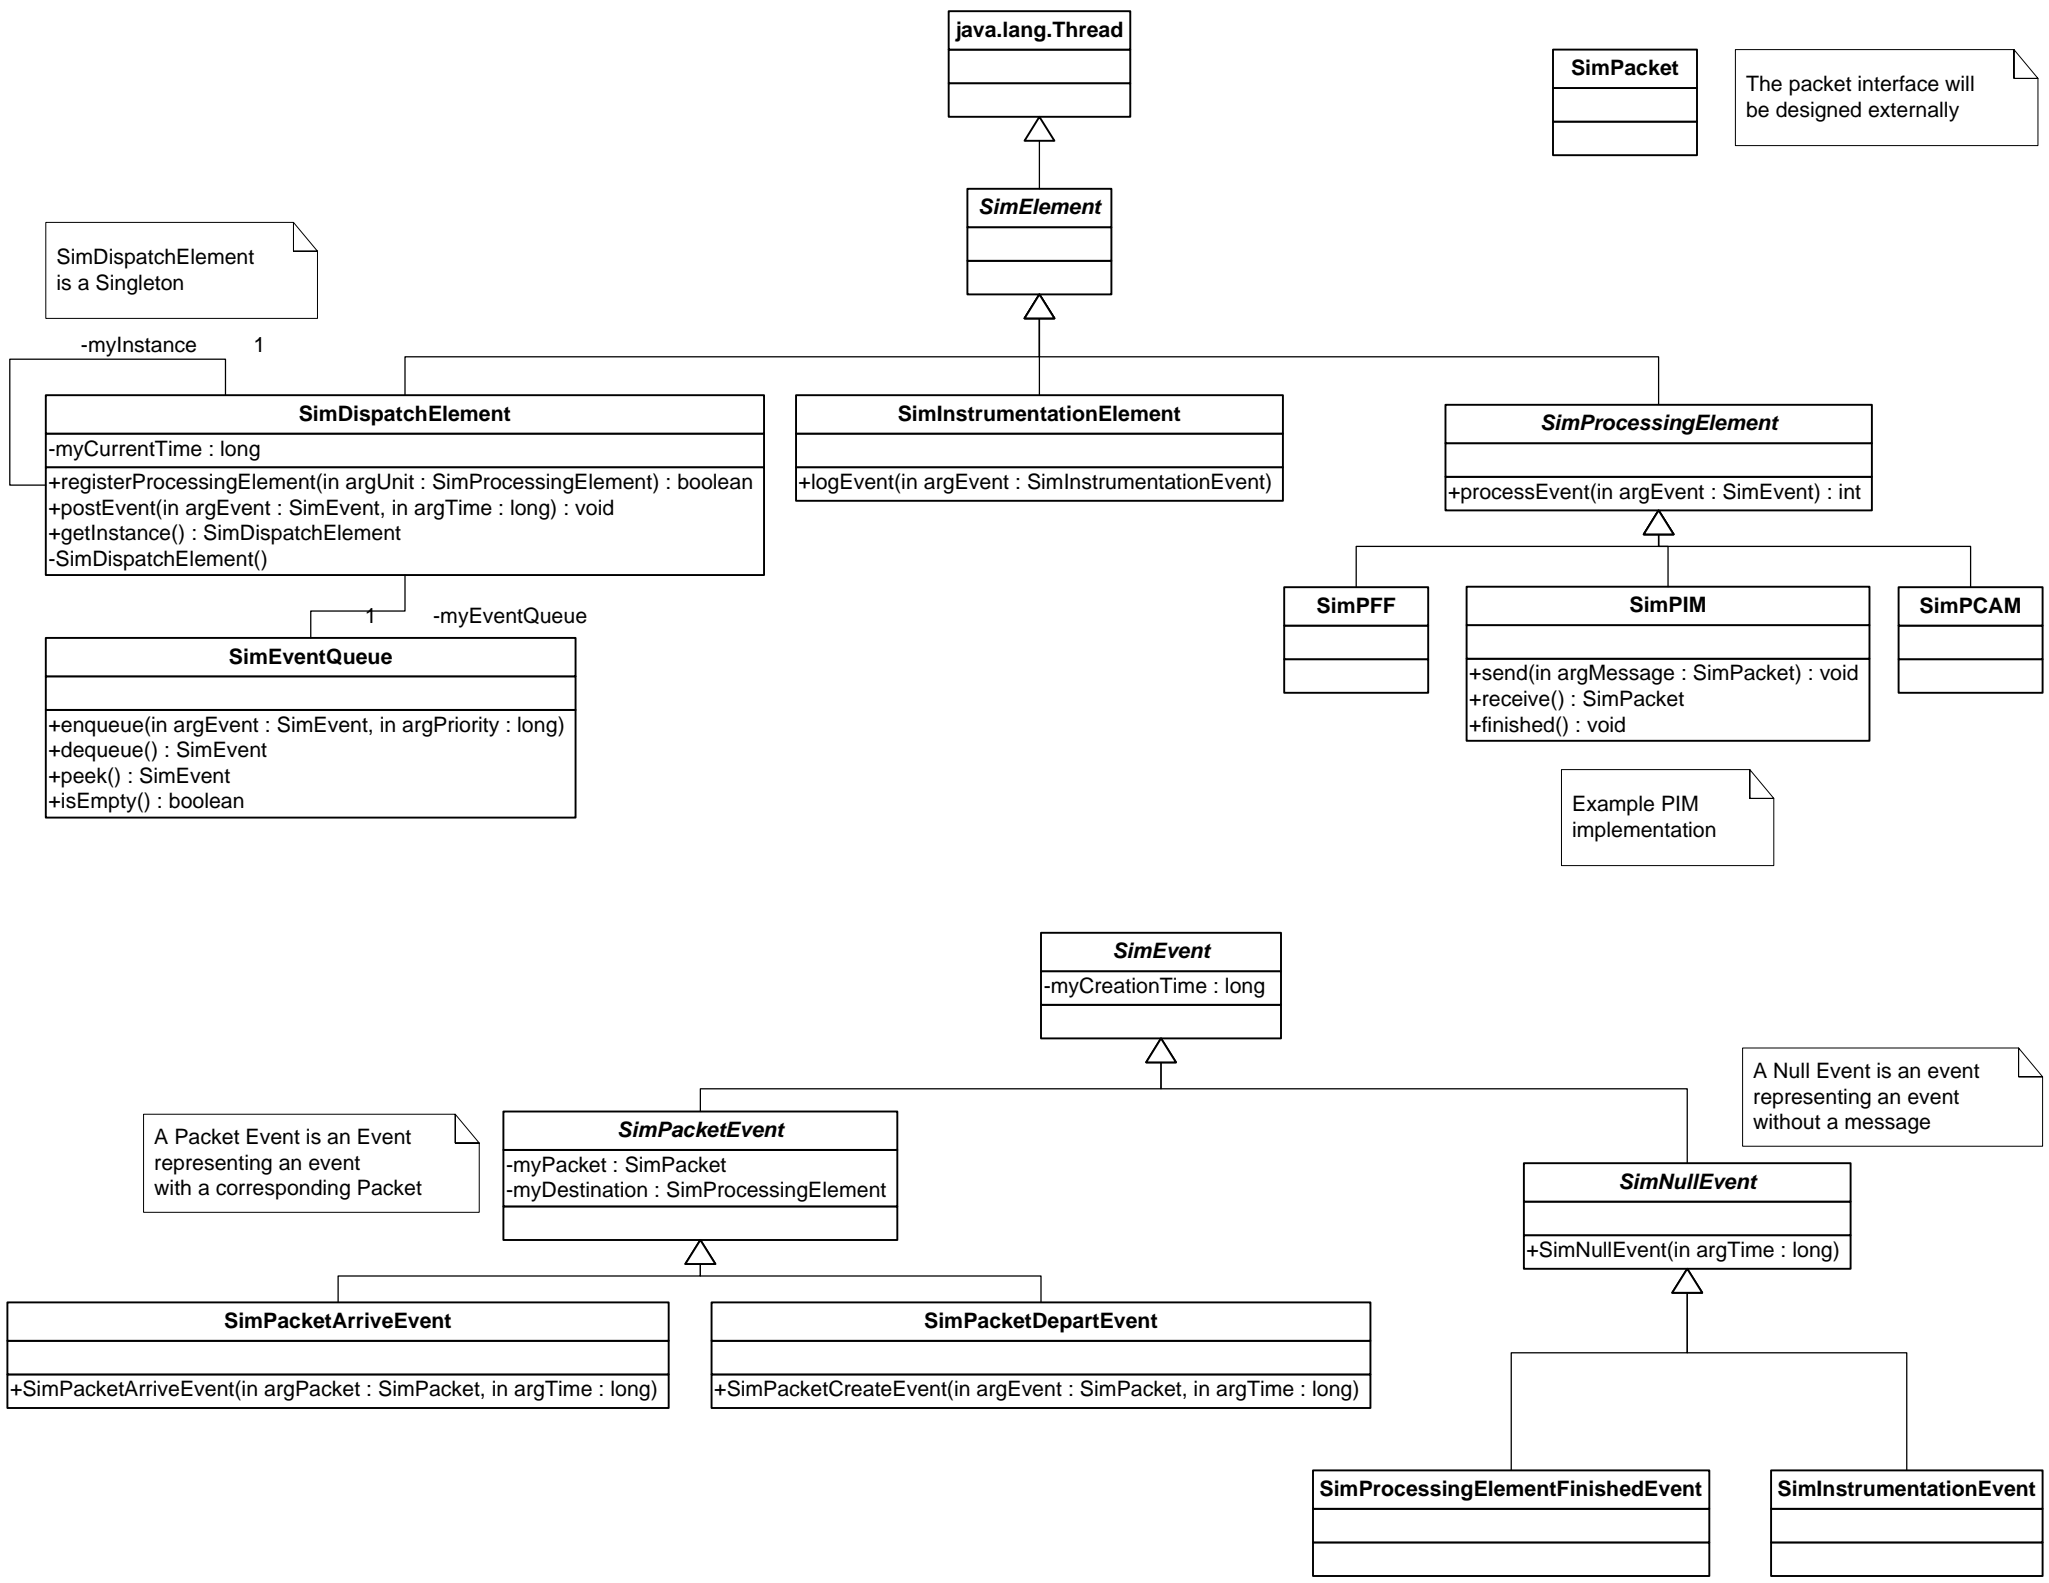 java.lang.Thread
SimPacket
The packet interface will
be designed externally
SimElement
SimDispatchElement
is a Singleton
-myInstance
1
SimDispatchElement
-myCurrentTime : long
+registerProcessingElement(in argUnit : SimProcessingElement) : boolean
+postEvent(in argEvent : SimEvent, in argTime : long) : void
+getInstance() : SimDispatchElement
-SimDispatchElement()
SimInstrumentationElement
+logEvent(in argEvent : SimInstrumentationEvent)
SimProcessingElement
+processEvent(in argEvent : SimEvent) : int
1
-myEventQueue
SimEventQueue
+enqueue(in argEvent : SimEvent, in argPriority : long)
+dequeue() : SimEvent
+peek() : SimEvent
+isEmpty() : boolean
SimPFF
SimPIM
+send(in argMessage : SimPacket) : void
+receive() : SimPacket
+finished() : void
SimPCAM
Example PIM
implementation
SimEvent
-myCreationTime : long
A Null Event is an event
representing an event
without a message
A Packet Event is an Event
representing an event
with a corresponding Packet
SimPacketEvent
-myPacket : SimPacket
-myDestination : SimProcessingElement
SimNullEvent
+SimNullEvent(in argTime : long)
SimPacketArriveEvent
+SimPacketArriveEvent(in argPacket : SimPacket, in argTime : long)
SimPacketDepartEvent
+SimPacketCreateEvent(in argEvent : SimPacket, in argTime : long)
SimProcessingElementFinishedEvent
SimInstrumentationEvent